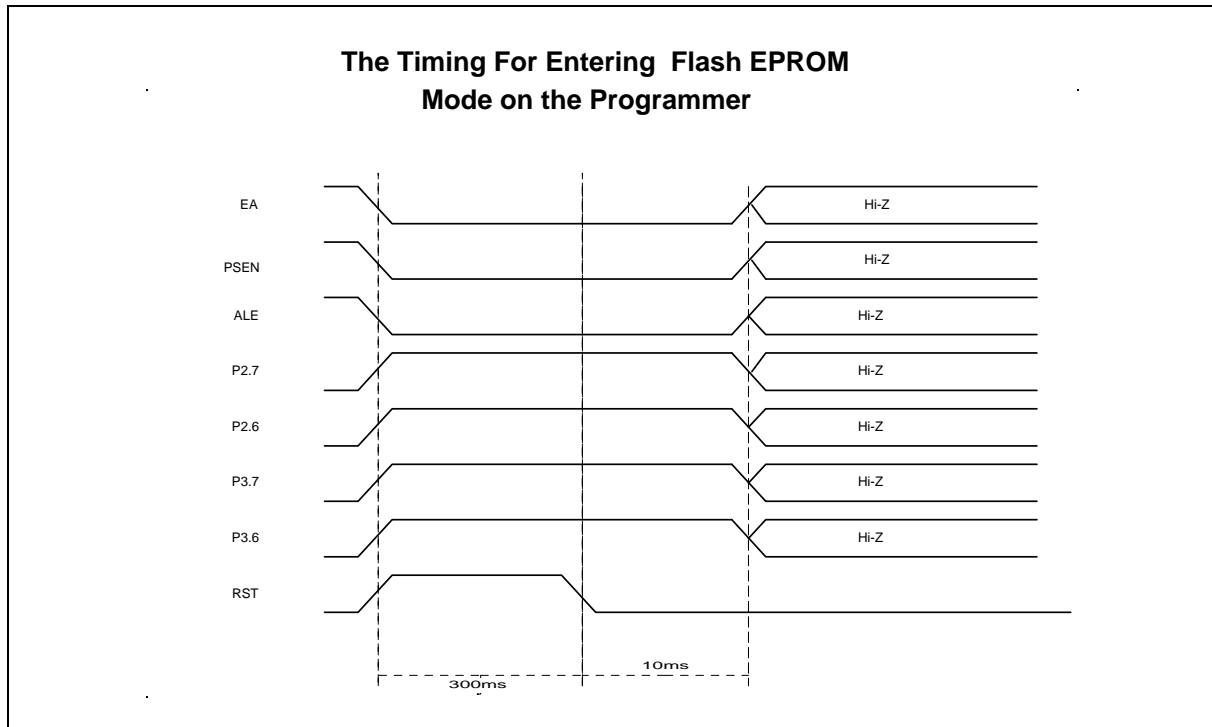 The Timing For Entering Flash EPROM
Mode on the Programmer
EA
Hi-Z
PSEN
Hi-Z
ALE
Hi-Z
P2.7
Hi-Z
P2.6
Hi-Z
P3.7
Hi-Z
P3.6
Hi-Z
RST
10ms
300ms